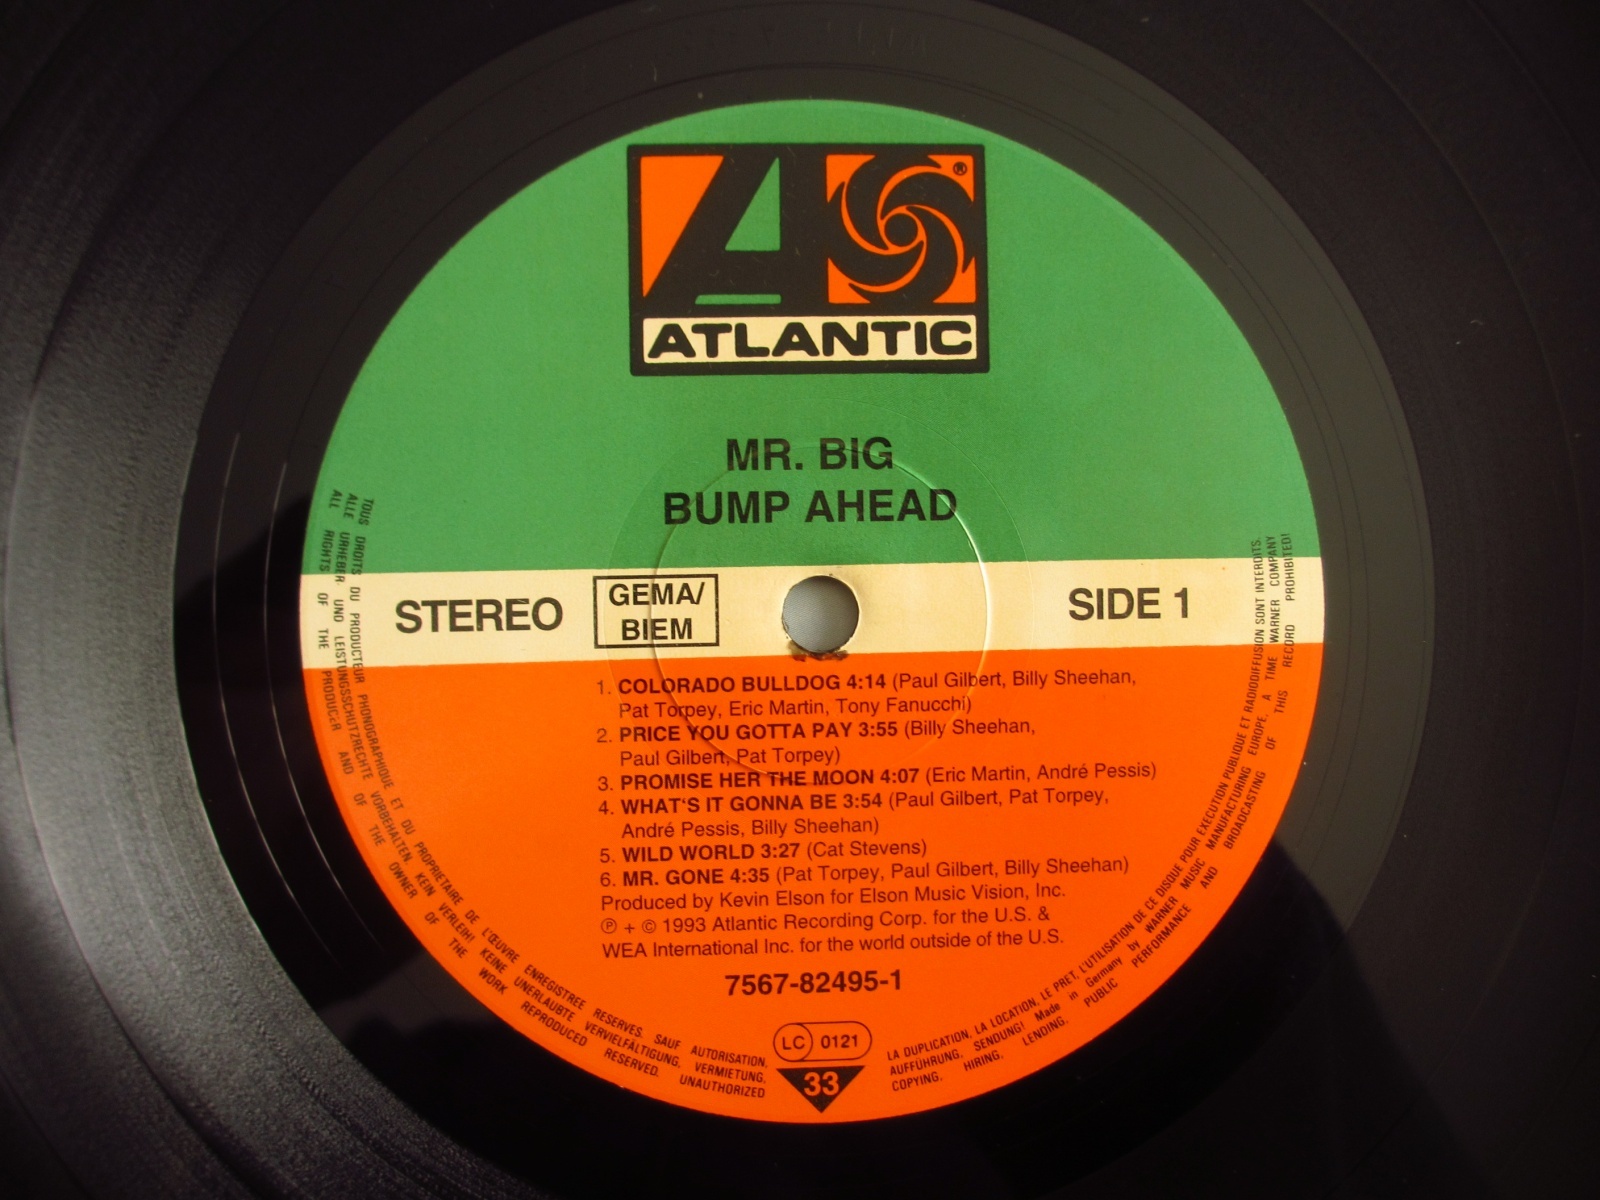 ®
ATLANTIC
MR. BIG
BUMP AHEAD
STEREO
GEMA/
BIEM
SIDE 1
1. COLORADO BULLDOG 4:14 (Paul Gilbert, Billy Sheehan,
Pat Torpey, Eric Martin, Tony Fanucchi)
2. PRICE YOU GOTTA PAY 3:55 (Billy Sheehan,
Paul Gilbert, Pat Torpey)
3. PROMISE HER THE MOON 4:07 (Eric Martin, André Pessis)
4. WHAT'S IT GONNA BE 3:54 (Paul Gilbert, Pat Torpey,
André Pessis, Billy Sheehan)
5. WILD WORLD 3:27 (Cat Stevens)
6. MR. GONE 4:35 (Pat Torpey, Paul Gilbert, Billy Sheehan)
Produced by Kevin Elson for Elson Music Vision, Inc.
℗ + © 1993 Atlantic Recording Corp. for the U.S. &
WEA International Inc. for the world outside of the U.S.
7567-82495-1
LC 0121
33
TOUS DROITS DU PRODUCTEUR PHONOGRAPHIQUE ET DU PROPRIETAIRE DE L'ŒUVRE ENREGISTREE RESERVES. SAUF AUTORISATION,
ALLE URHEBER UND LEISTUNGSSCHUTZRECHTE VORBEHALTEN. KEIN VERLEIH! KEINE UNERLAUBTE VERVIELFÄLTIGUNG, VERMIETUNG,
ALL RIGHTS OF THE PRODUCER AND OF THE OWNER OF THE WORK REPRODUCED RESERVED. UNAUTHORIZED
LA DUPLICATION, LA LOCATION, LE PRET, L'UTILISATION DE CE DISQUE POUR EXECUTION PUBLIQUE ET RADIODIFFUSION SONT INTERDITS.
AUFFÜHRUNG, SENDUNG! Made in Germany by WARNER MUSIC MANUFACTURING EUROPE. A TIME WARNER COMPANY
COPYING, HIRING, LENDING, PUBLIC PERFORMANCE AND BROADCASTING OF THIS RECORD PROHIBITED!